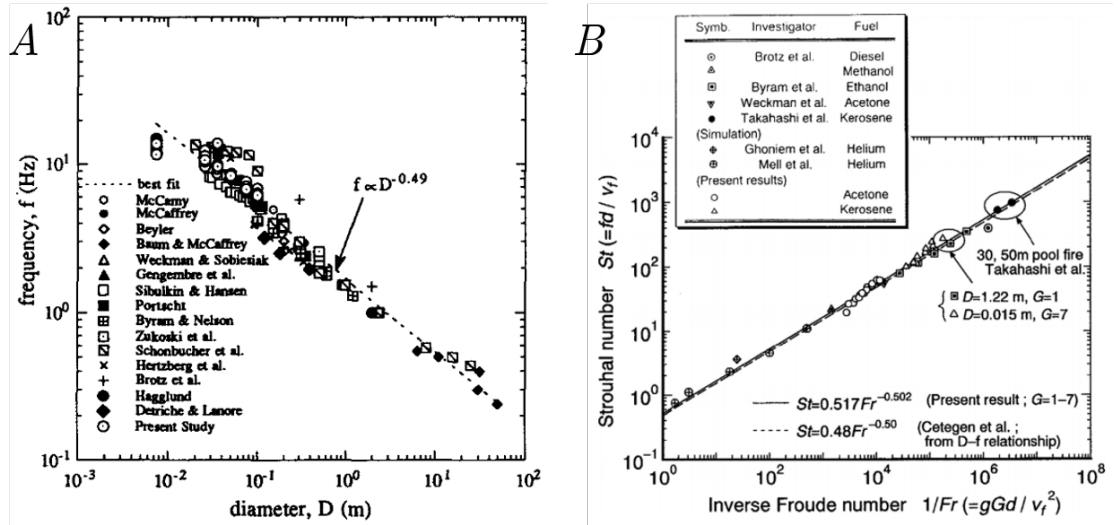 A
10²
10¹
10⁰
10⁻¹
frequency, f (Hz)
f ∝ D⁻⁰·⁴⁹
best fit
McCamy
McCaffrey
Beyler
Baum & McCaffrey
Weckman & Sobiesiak
Gengembre et al.
Sibulkin & Hansen
Portscht
Byram & Nelson
Zukoski et al.
Schonbucher et al.
Hertzberg et al.
Brotz et al.
Hagglund
Detriche & Lanore
Present Study
10⁻³ 10⁻² 10⁻¹ 10⁰ 10¹ 10²
diameter, D (m)
B
Symb. Investigator Fuel
Brotz et al. Diesel
Methanol
Byram et al. Ethanol
Weckman et al. Acetone
Takahashi et al. Kerosene
(Simulation)
Ghoniem et al. Helium
Mell et al. Helium
(Present results)
Acetone
Kerosene
10⁴
10³
10²
10¹
10⁰
10⁻¹
Strouhal number St (=fd / v_f)
30, 50m pool fire
Takahashi et al.
D=1.22 m, G=1
D=0.015 m, G=7
St=0.517Fr⁻⁰·⁵⁰² (Present result ; G=1–7)
St=0.48Fr⁻⁰·⁵⁰ (Cetegen et al. ;
from D–f relationship)
10⁰ 10² 10⁴ 10⁶ 10⁸
Inverse Froude number 1/Fr (=gGd / v_f²)